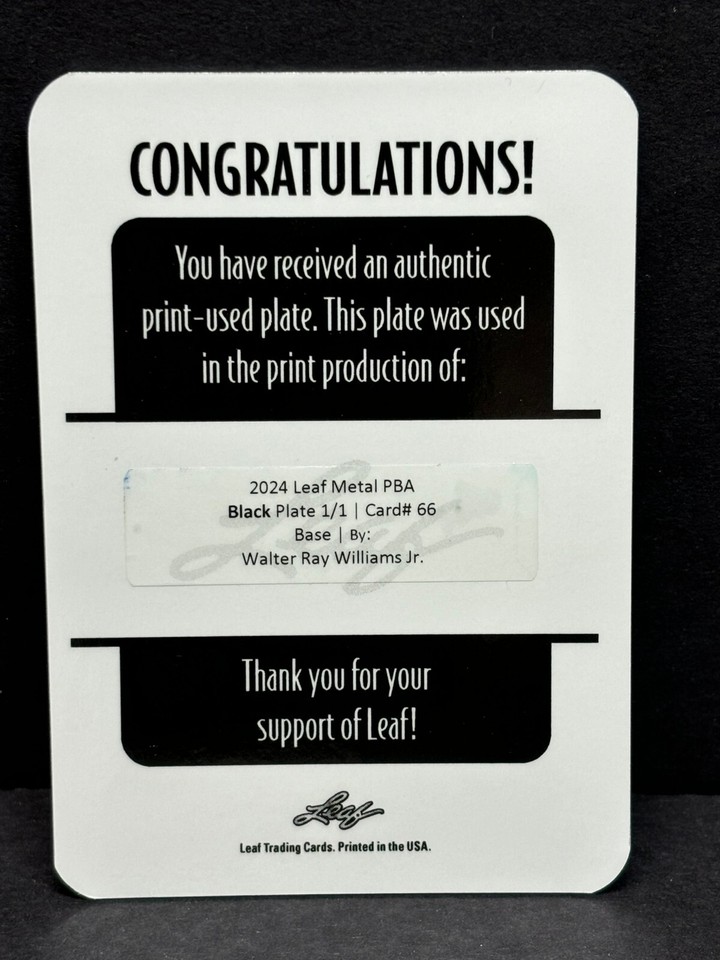 CONGRATULATIONS!
You have received an authentic
print-used plate. This plate was used
in the print production of:
2024 Leaf Metal PBA
Black Plate 1/1 | Card# 66
Base | By:
Walter Ray Williams Jr.
Leaf
Thank you for your
support of Leaf!
Leaf
Leaf Trading Cards. Printed in the USA.